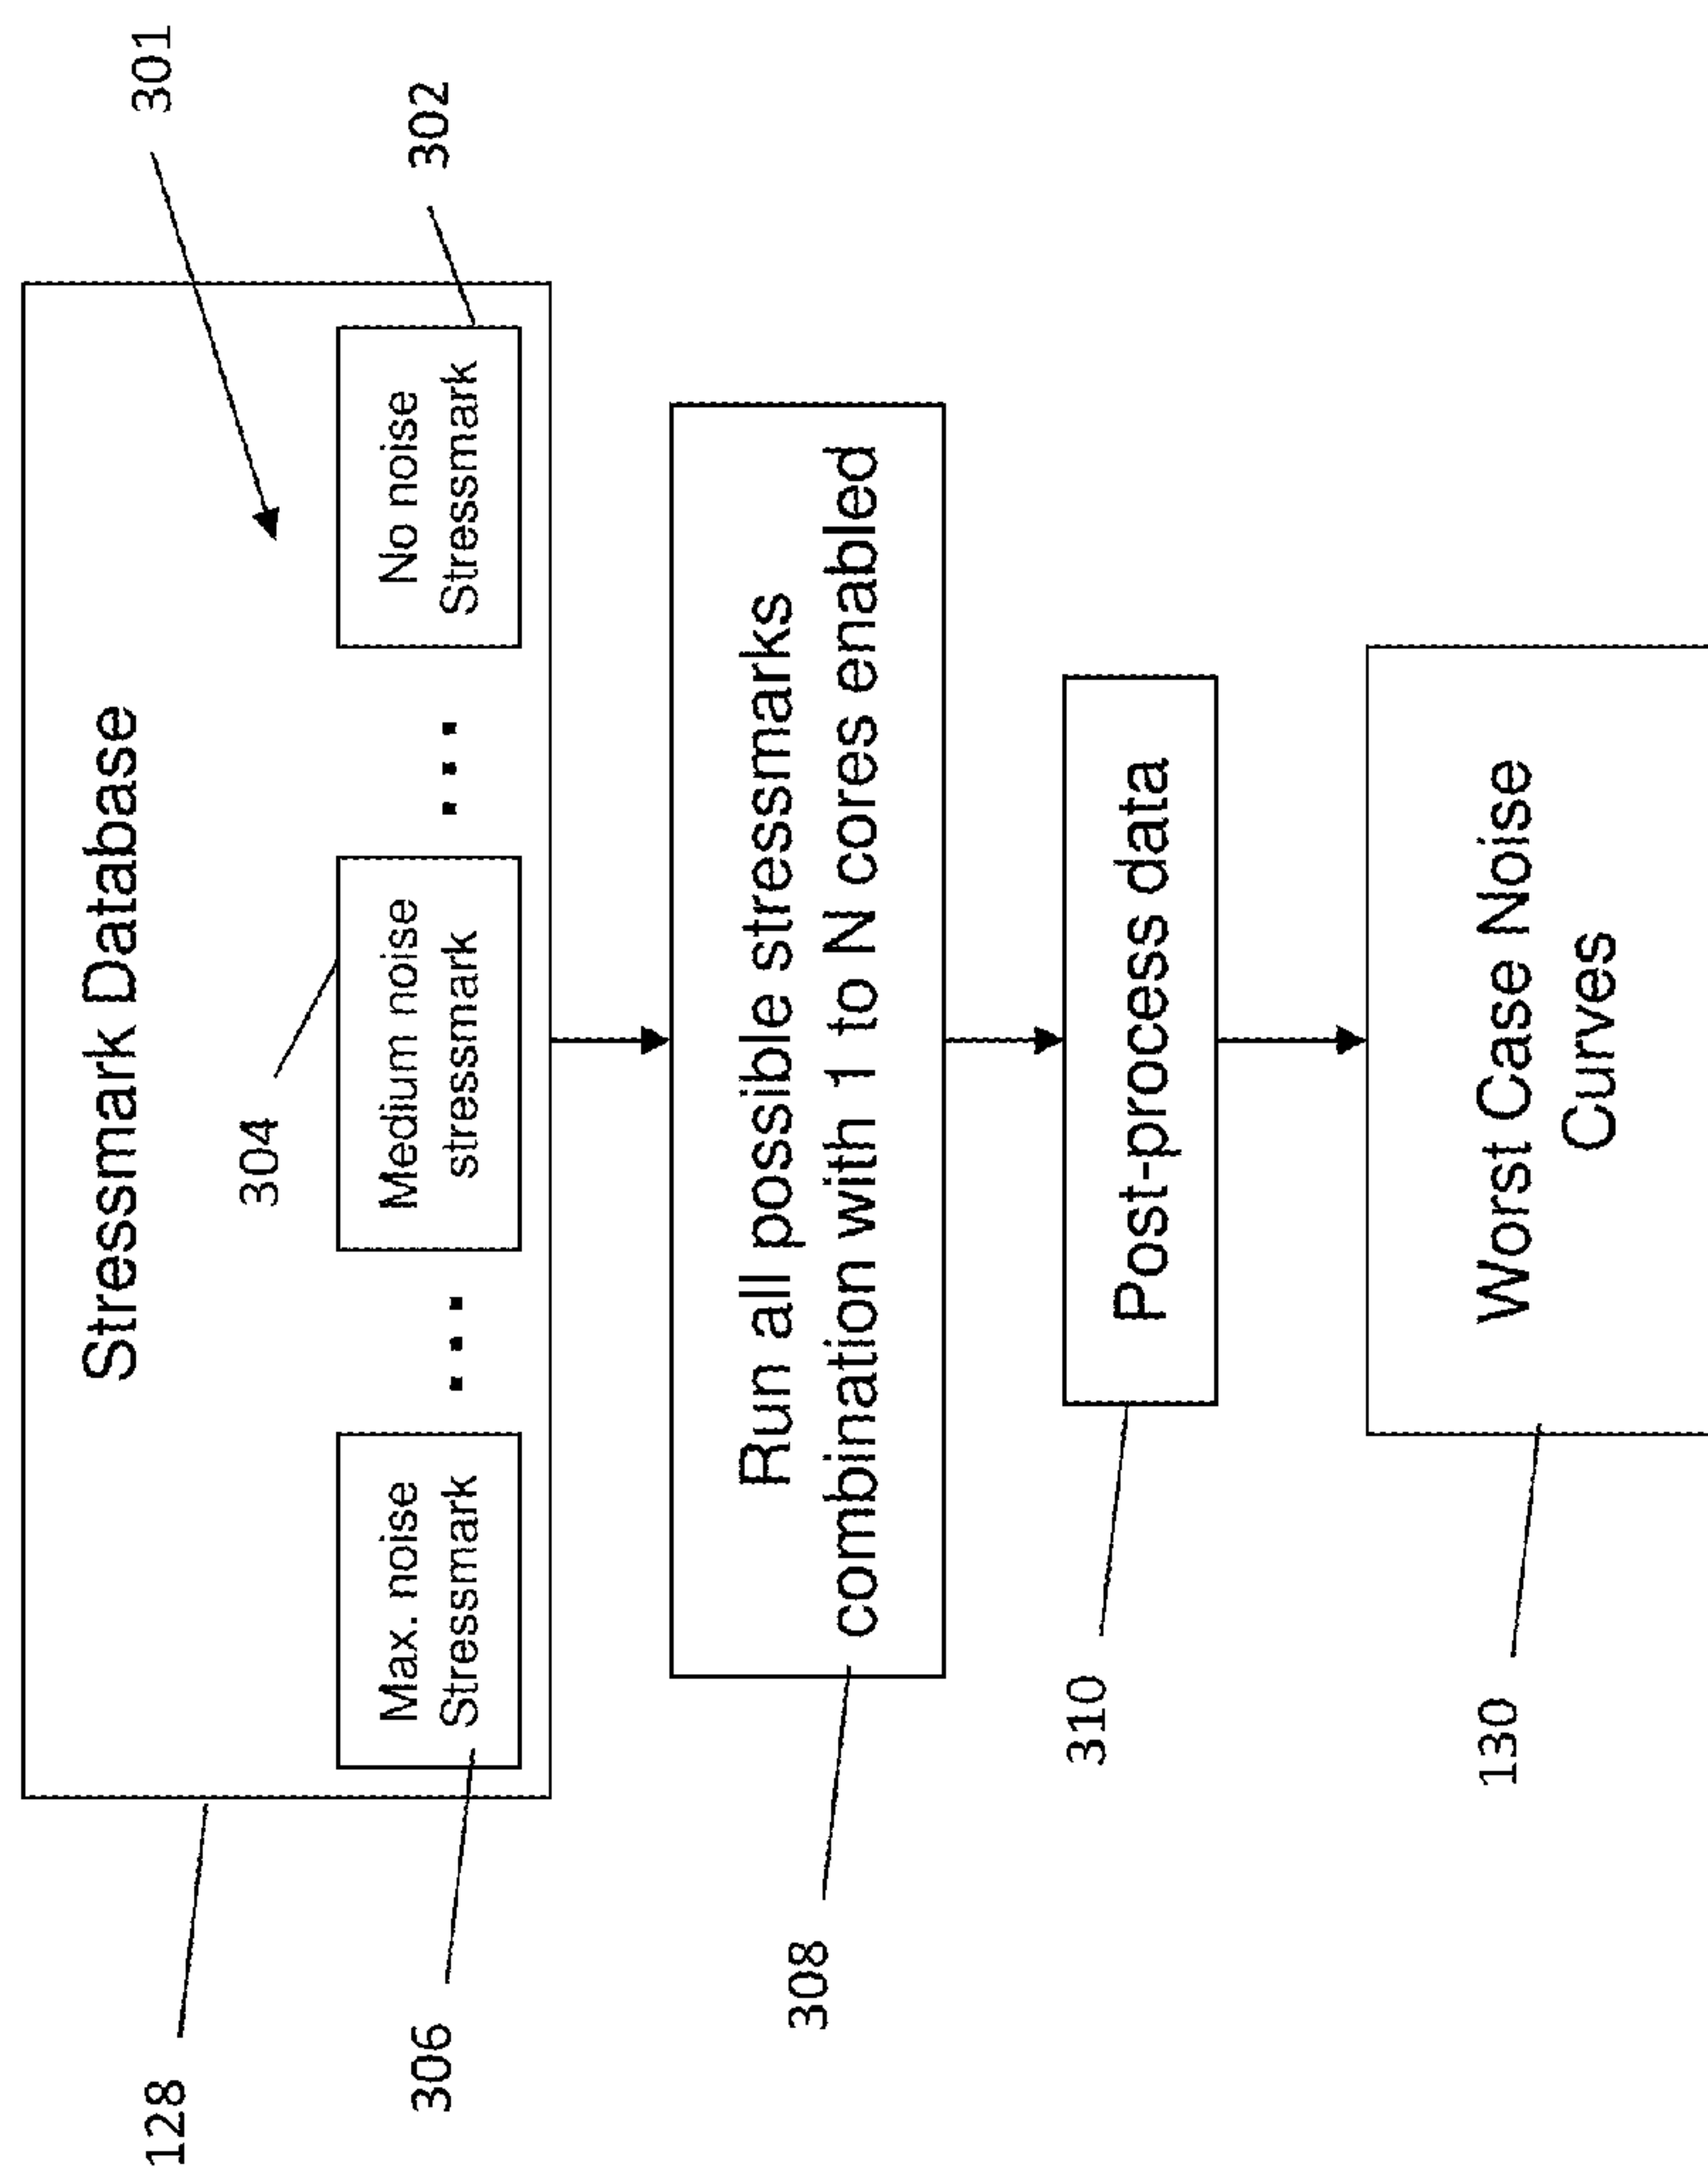 301
128
Stressmark Database
304
302
306
Max. noise
Stressmark
...
Medium noise
stressmark
...
No noise
Stressmark
308
Run all possible stressmarks
combination with 1 to N cores enabled
310
Post-process data
130
Worst Case Noise
Curves